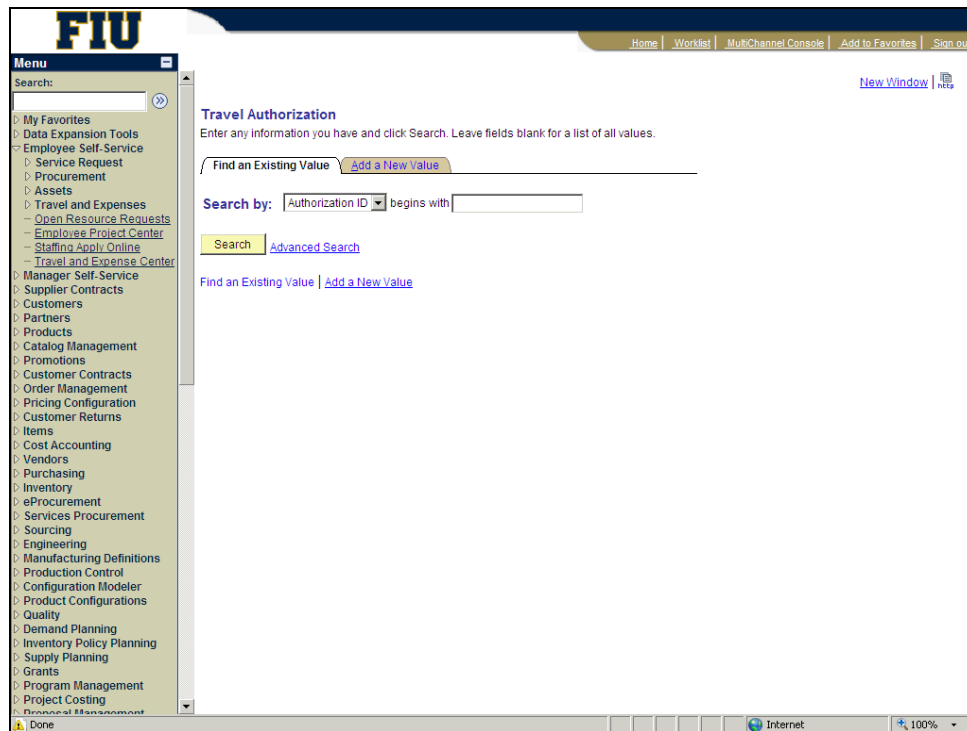 FIU
Home | Worklist | MultiChannel Console | Add to Favorites | Sign ou
Menu
Search:
New Window | http
My Favorites
Data Expansion Tools
Employee Self-Service
Service Request
Procurement
Assets
Travel and Expenses
Open Resource Requests
Employee Project Center
Staffing Apply Online
Travel and Expense Center
Manager Self-Service
Supplier Contracts
Customers
Partners
Products
Catalog Management
Promotions
Customer Contracts
Order Management
Pricing Configuration
Customer Returns
Items
Cost Accounting
Vendors
Purchasing
Inventory
eProcurement
Services Procurement
Sourcing
Engineering
Manufacturing Definitions
Production Control
Configuration Modeler
Product Configurations
Quality
Demand Planning
Inventory Policy Planning
Supply Planning
Grants
Program Management
Project Costing
Proposal Management
Travel Authorization
Enter any information you have and click Search. Leave fields blank for a list of all values.
Find an Existing Value Add a New Value
Search by: Authorization ID begins with
Search Advanced Search
Find an Existing Value | Add a New Value
Done Internet 100%